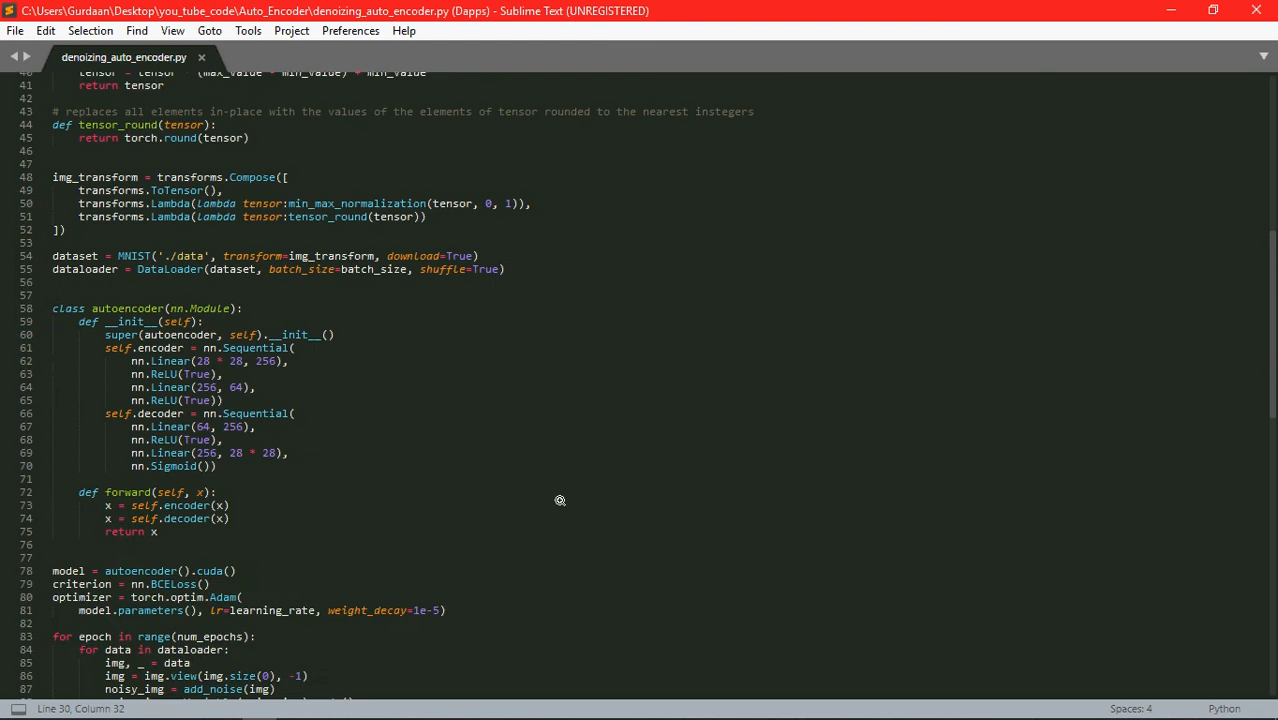 C:\Users\Gurdaan\Desktop\you_tube_code\Auto_Encoder\denoizing_auto_encoder.py (Dapps) - Sublime Text (UNREGISTERED)
File Edit Selection Find View Goto Tools Project Preferences Help
denoizing_auto_encoder.py ×
40 tensor = tensor * (max_value - min_value) + min_value
41 return tensor
42
43 # replaces all elements in-place with the values of the elements of tensor rounded to the nearest instegers
44 def tensor_round(tensor):
45 return torch.round(tensor)
46
47
48 img_transform = transforms.Compose([
49 transforms.ToTensor(),
50 transforms.Lambda(lambda tensor:min_max_normalization(tensor, 0, 1)),
51 transforms.Lambda(lambda tensor:tensor_round(tensor))
52 ])
53
54 dataset = MNIST('./data', transform=img_transform, download=True)
55 dataloader = DataLoader(dataset, batch_size=batch_size, shuffle=True)
56
57
58 class autoencoder(nn.Module):
59 def __init__(self):
60 super(autoencoder, self).__init__()
61 self.encoder = nn.Sequential(
62 nn.Linear(28 * 28, 256),
63 nn.ReLU(True),
64 nn.Linear(256, 64),
65 nn.ReLU(True))
66 self.decoder = nn.Sequential(
67 nn.Linear(64, 256),
68 nn.ReLU(True),
69 nn.Linear(256, 28 * 28),
70 nn.Sigmoid())
71
72 def forward(self, x):
73 x = self.encoder(x)
74 x = self.decoder(x)
75 return x
76
77
78 model = autoencoder().cuda()
79 criterion = nn.BCELoss()
80 optimizer = torch.optim.Adam(
81 model.parameters(), lr=learning_rate, weight_decay=1e-5)
82
83 for epoch in range(num_epochs):
84 for data in dataloader:
85 img, _ = data
86 img = img.view(img.size(0), -1)
87 noisy_img = add_noise(img)
Line 30, Column 32 Spaces: 4 Python